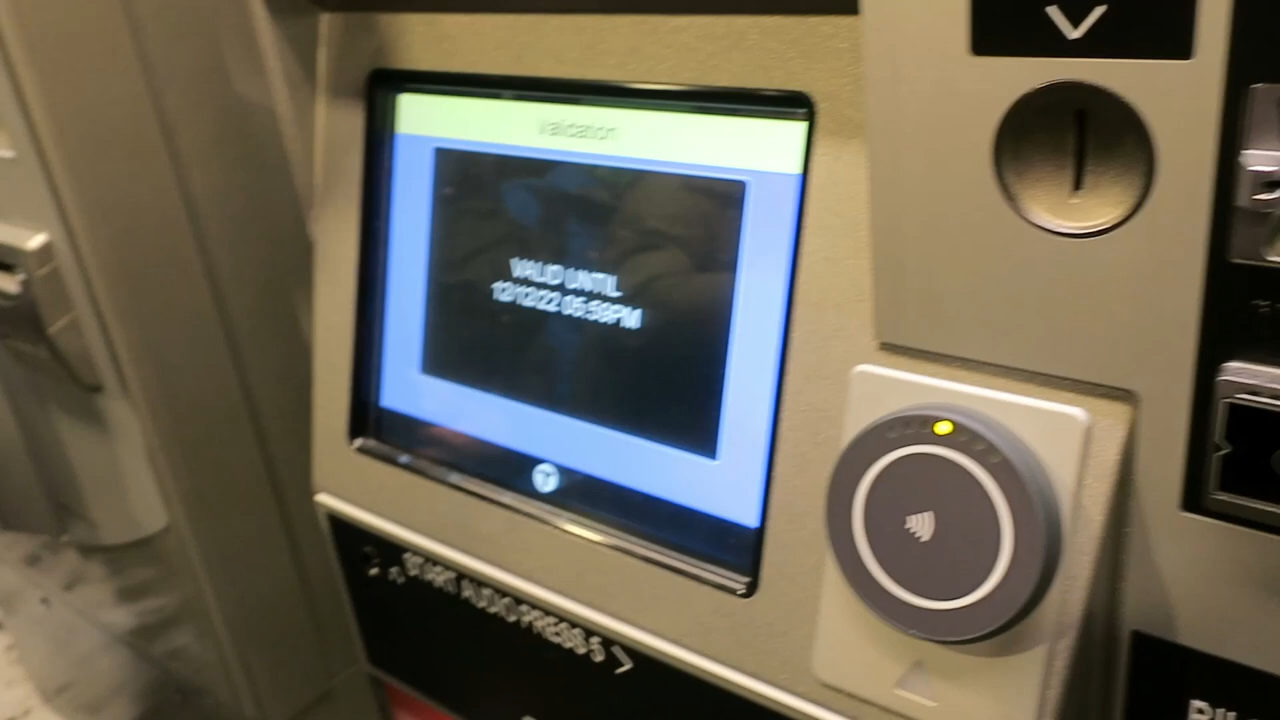 Validation
VALID UNTIL
12/12/22 05:59PM
START AUDIO PRESS 5 >